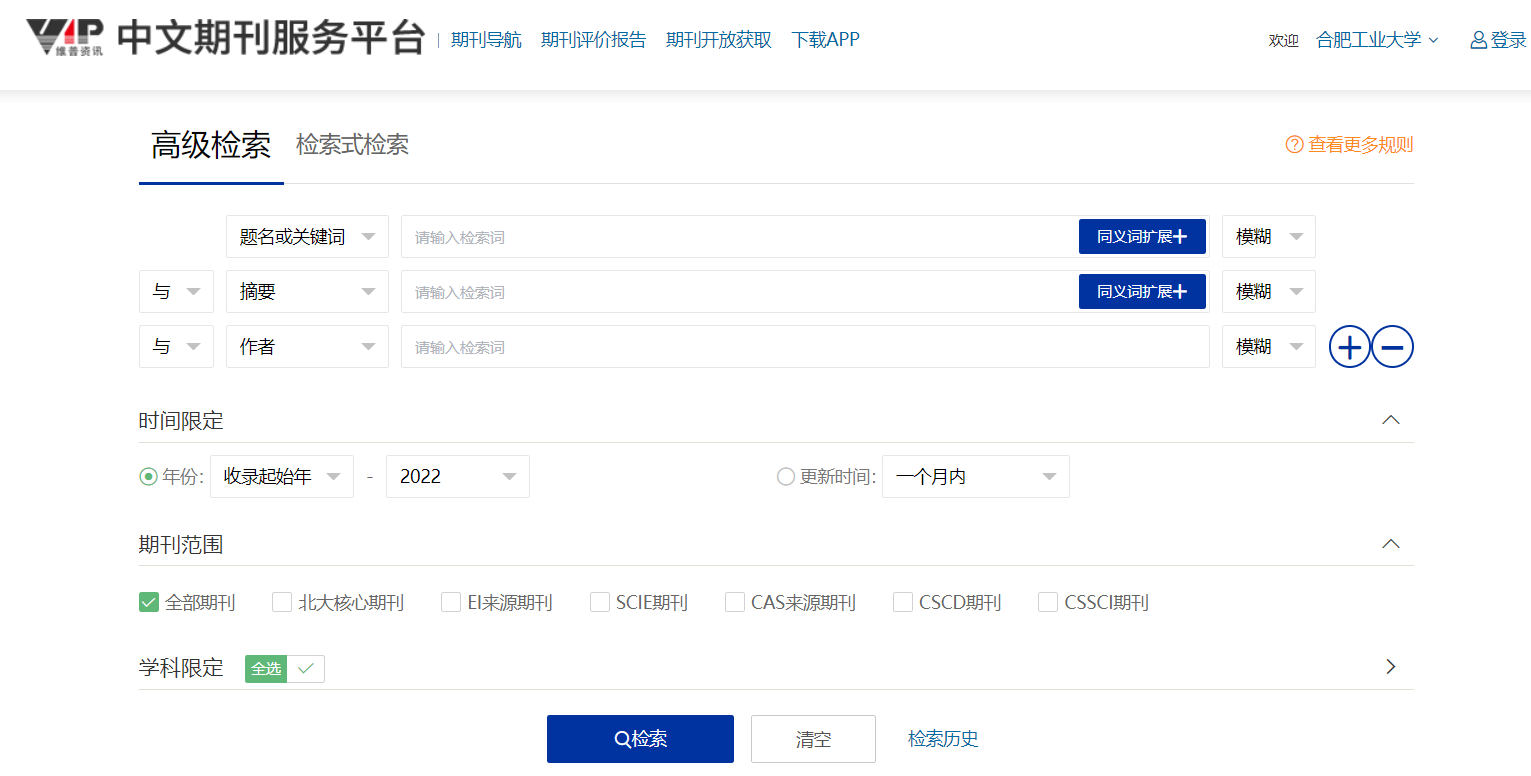 VIP 维普资讯 中文期刊服务平台 | 期刊导航 期刊评价报告 期刊开放获取 下载APP 欢迎 合肥工业大学 登录
高级检索 检索式检索 查看更多规则
题名或关键词 请输入检索词 同义词扩展+ 模糊
与 摘要 请输入检索词 同义词扩展+ 模糊
与 作者 请输入检索词 模糊
时间限定
年份: 收录起始年 - 2022 更新时间: 一个月内
期刊范围
全部期刊 北大核心期刊 EI来源期刊 SCIE期刊 CAS来源期刊 CSCD期刊 CSSCI期刊
学科限定 全选
检索 清空 检索历史